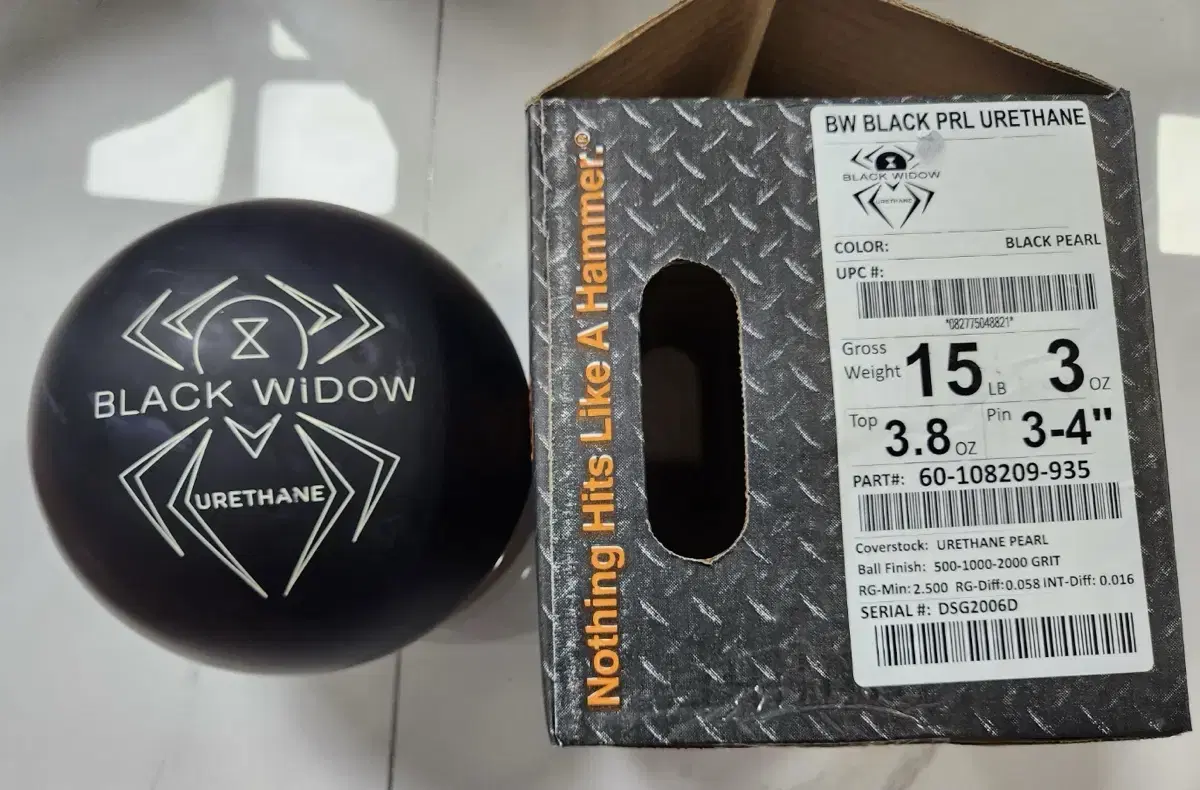 BLACK WiDOW
URETHANE
Nothing Hits Like A Hammer.®
BW BLACK PRL URETHANE
BLACK WIDOW
URETHANE
COLOR: BLACK PEARL
UPC #:
*082775048821*
Gross Weight 15 LB 3 OZ
Top 3.8 OZ Pin 3-4"
PART#: 60-108209-935
Coverstock: URETHANE PEARL
Ball Finish: 500-1000-2000 GRIT
RG-Min: 2.500 RG-Diff: 0.058 INT-Diff: 0.016
SERIAL #: DSG2006D